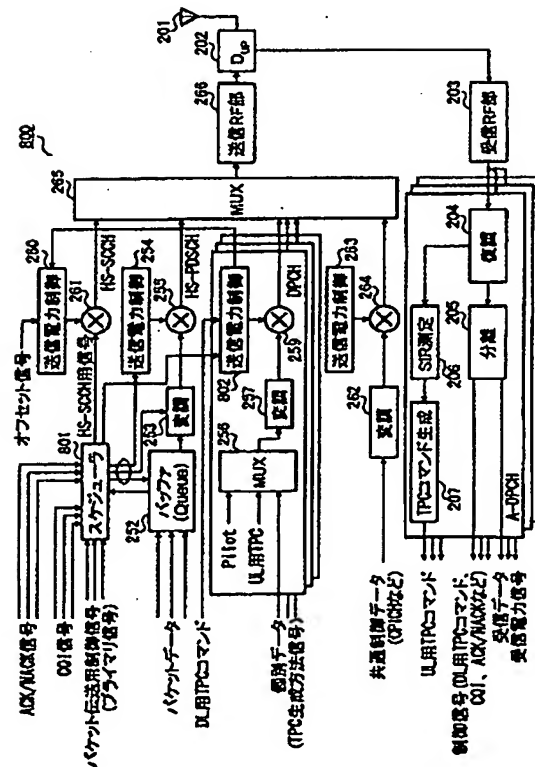 800
オフセット信号
ACK/NACK信号
CQI信号
パケット伝送用制御信号
(プライマリ信号)
パケットデータ
DL用TPCコマンド
個別データ
(TPC生成方法信号)
共通制御データ
(CPICHなど)
UL用TPCコマンド
制御信号(DL用TPCコマンド、
CQI、ACK/NACKなど)
受信データ
受信電力信号
801
スケジューラ
HS-SCCH用信号
260
送信電力制御
261
HS-SCCH
254
送信電力制御
255
HS-PDSCH
253
変調
252
バッファ
(Queue)
802
送信電力制御
DPCH
259
257
変調
256
MUX
Pilot
UL用TPC
263
送信電力制御
264
262
変調
265
MUX
266
送信RF部
201
202
DUP
203
受信RF部
204
復調
205
分離
206
SIR測定
207
TPCコマンド生成
A-DPCH